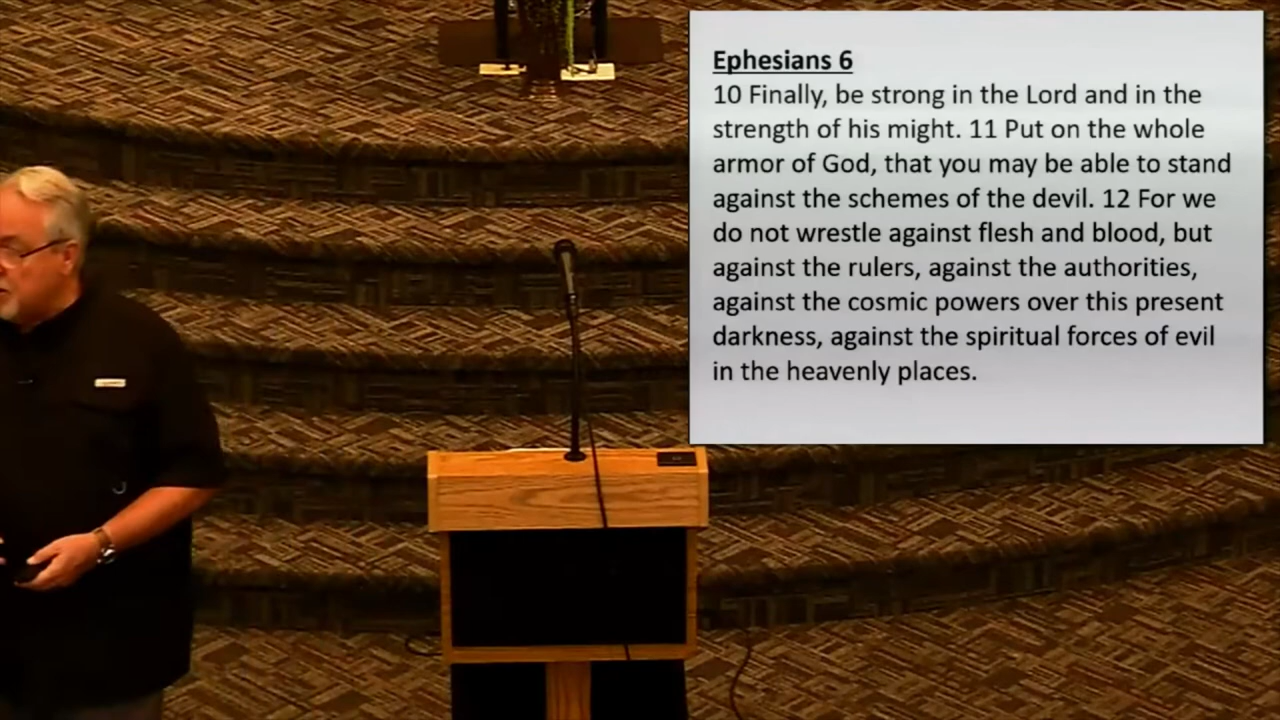 Ephesians 6
10 Finally, be strong in the Lord and in the
strength of his might. 11 Put on the whole
armor of God, that you may be able to stand
against the schemes of the devil. 12 For we
do not wrestle against flesh and blood, but
against the rulers, against the authorities,
against the cosmic powers over this present
darkness, against the spiritual forces of evil
in the heavenly places.